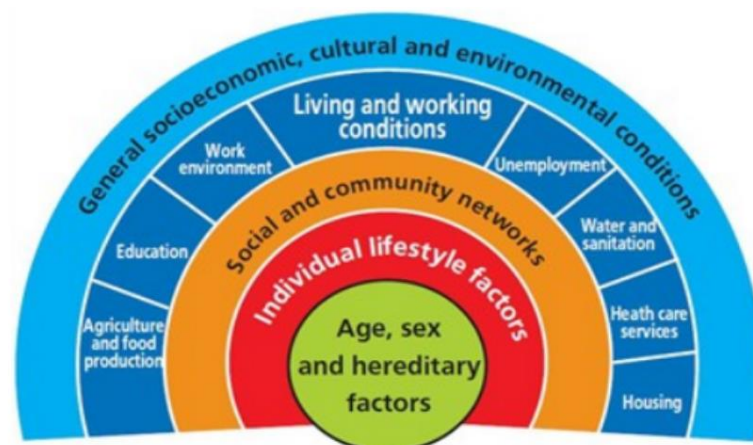 General socioeconomic, cultural and environmental conditions
Living and working
conditions
Work
environment
Unemployment
Education
Water and
sanitation
Agriculture
and food
production
Heath care
services
Housing
Social and community networks
Individual lifestyle factors
Age, sex
and hereditary
factors